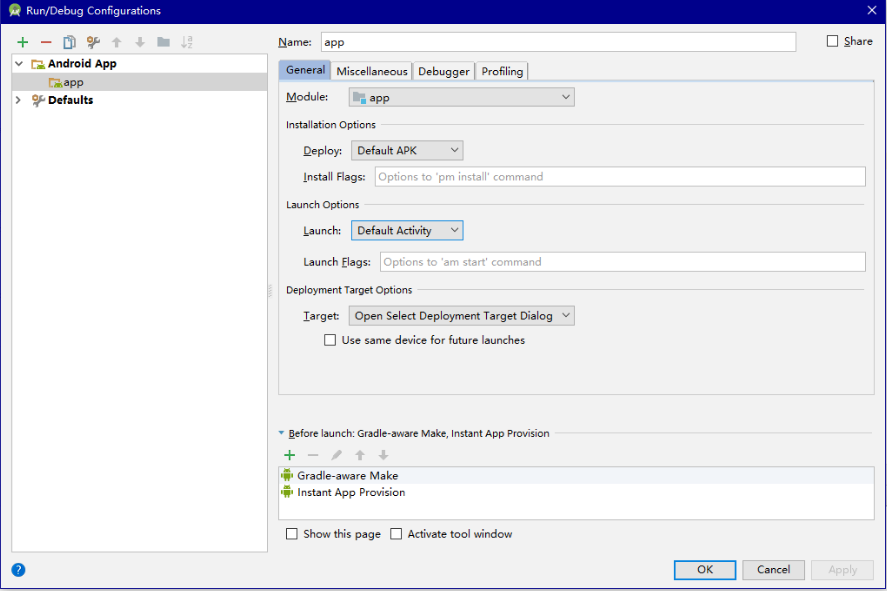 Run/Debug Configurations
Name: app
Share
Android App
app
Defaults
General Miscellaneous Debugger Profiling
Module: app
Installation Options
Deploy: Default APK
Install Flags: Options to 'pm install' command
Launch Options
Launch: Default Activity
Launch Flags: Options to 'am start' command
Deployment Target Options
Target: Open Select Deployment Target Dialog
Use same device for future launches
Before launch: Gradle-aware Make, Instant App Provision
Gradle-aware Make
Instant App Provision
Show this page Activate tool window
OK Cancel Apply